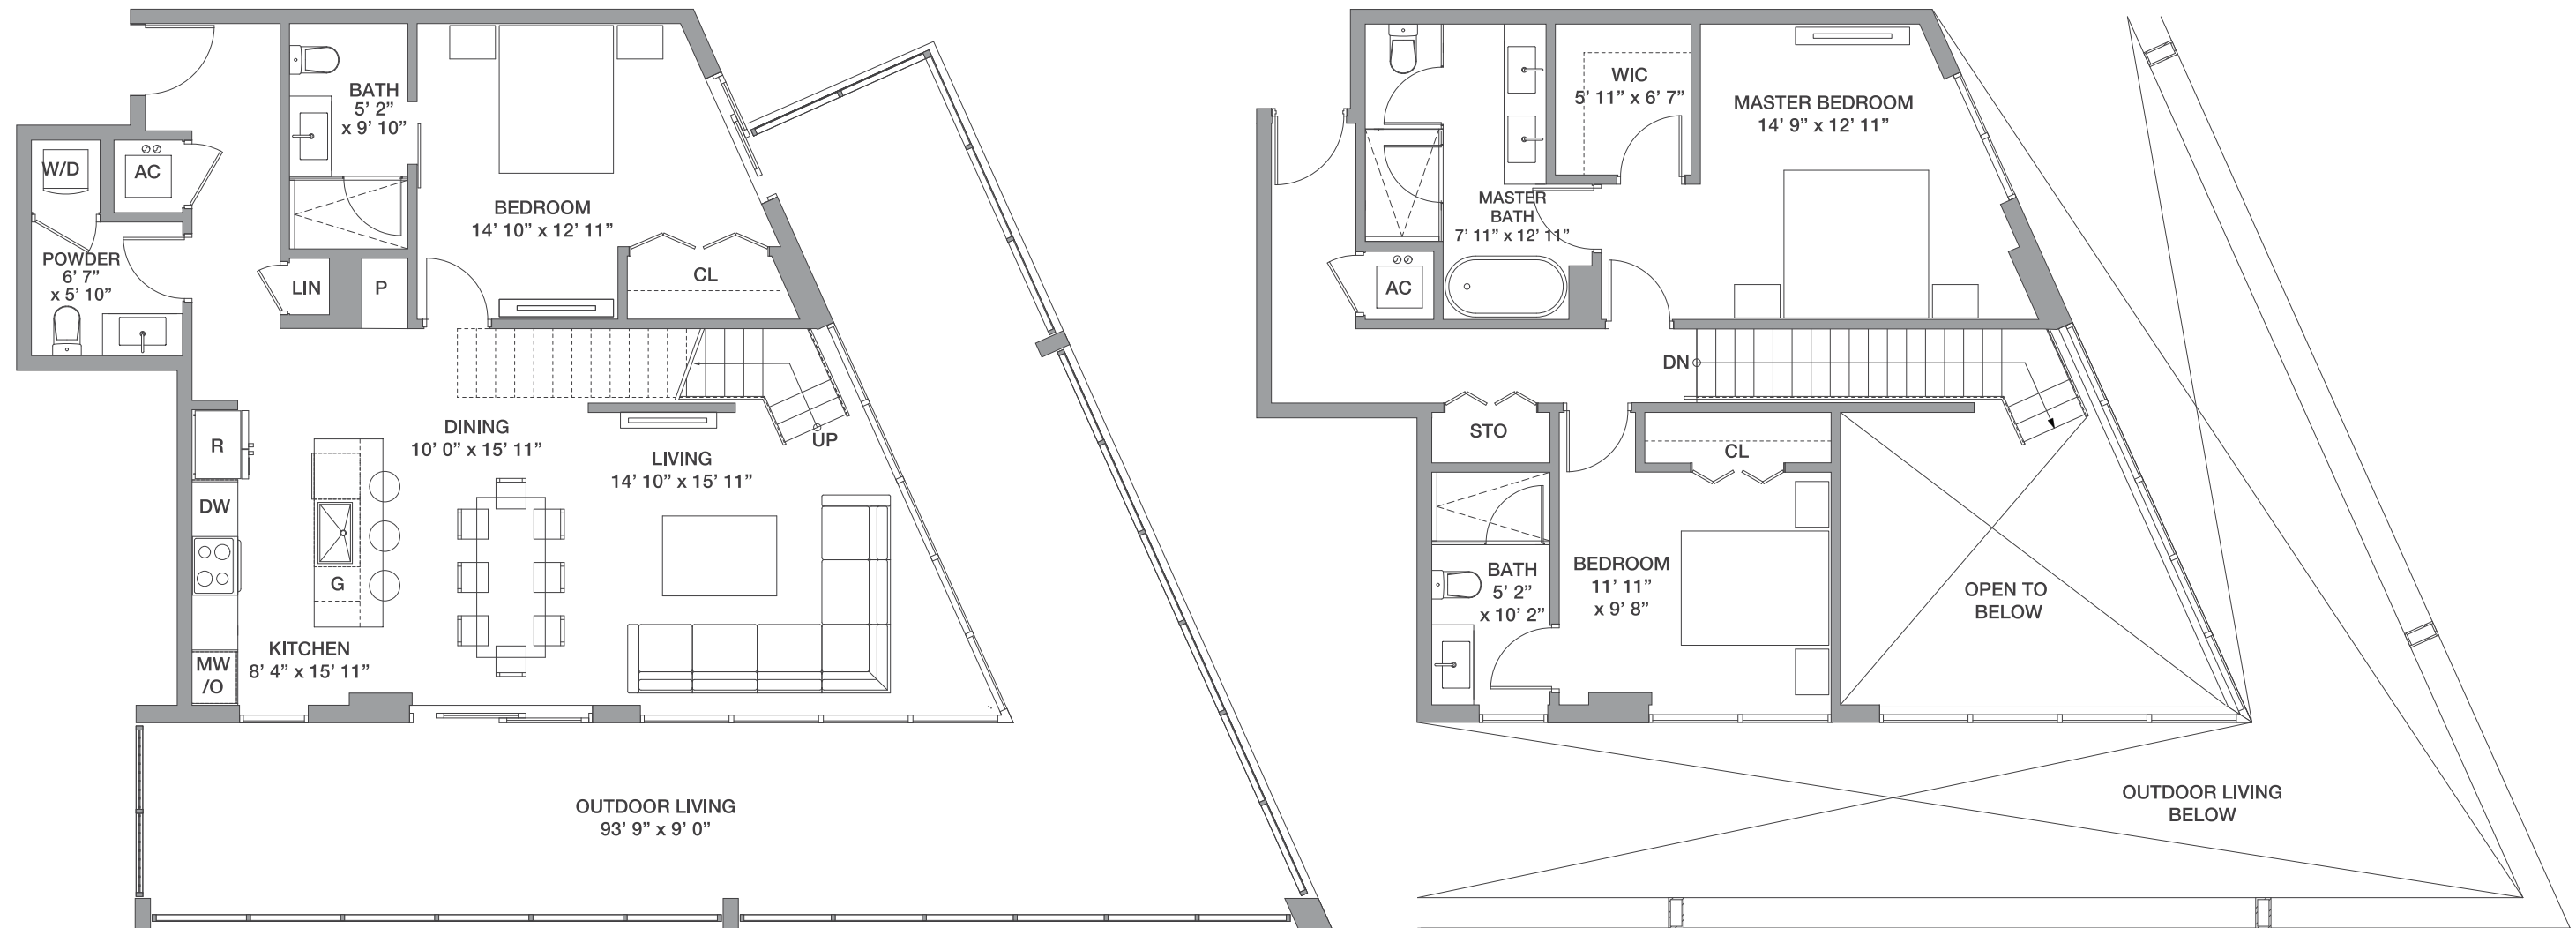 BATH
5’ 2”
x 9’ 10”
W/D
AC
BEDROOM
14’ 10” x 12’ 11”
POWDER
6’ 7”
x 5’ 10”
LIN
P
CL
R
DINING
10’ 0” x 15’ 11”
UP
LIVING
14’ 10” x 15’ 11”
DW
G
KITCHEN
8’ 4” x 15’ 11”
MW
/O
OUTDOOR LIVING
93’ 9” x 9’ 0”
WIC
5’ 11” x 6’ 7”
MASTER BEDROOM
14’ 9” x 12’ 11”
MASTER
BATH
7’ 11” x 12’ 11”
AC
DN
STO
CL
BATH
5’ 2”
x 10’ 2”
BEDROOM
11’ 11”
x 9’ 8”
OPEN TO
BELOW
OUTDOOR LIVING
BELOW